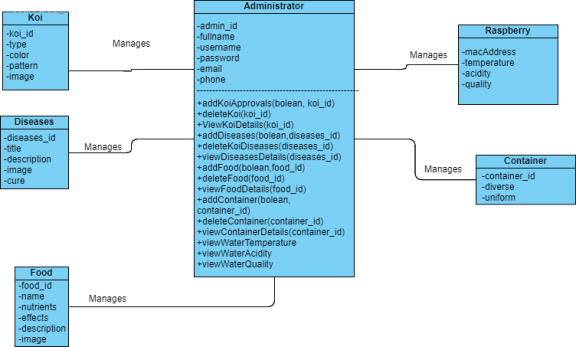 Koi
-koi_id
-type
-color
-pattern
-image
Manages
Administrator
-admin_id
-fullname
-username
-password
-email
-phone
+addKoiApprovals(bolean, koi_id)
+deleteKoi(koi_id)
+ViewKoiDetails(koi_id)
+addDiseases(bolean,diseases_id)
+deleteKoiDiseases(diseases_id)
+viewDiseasesDetails(diseases_id)
+addFood(bolean,food_id)
+deleteFood(food_id)
+viewFoodDetails(food_id)
+addContainer(bolean,
container_id)
+deleteContainer(container_id)
+viewContainerDetails(container_id)
+viewWaterTemperature
+viewWaterAcidity
+viewWaterQuality
Manages
Raspberry
-macAddress
-temperature
-acidity
-quality
Diseases
-diseases_id
-title
-description
-image
-cure
Manages
Manages
Container
-container_id
-diverse
-uniform
Food
-food_id
-name
-nutrients
-effects
-description
-image
Manages